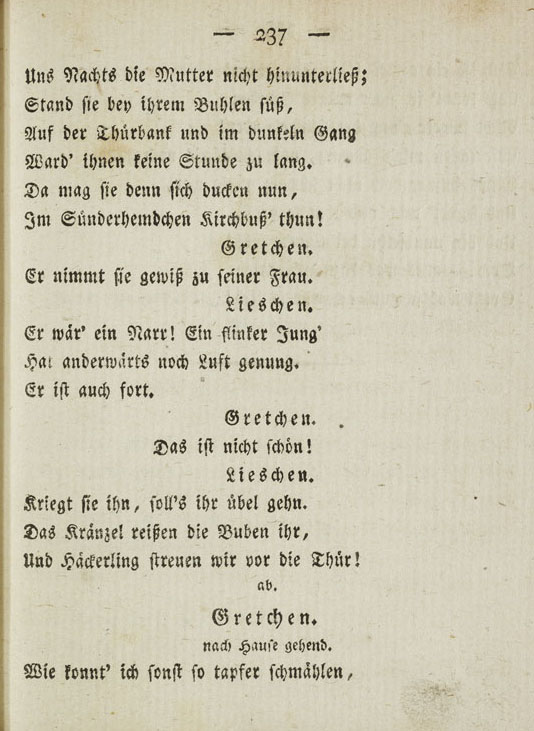 — 237 —
Uns Nachts die Mutter nicht hinunterließ;
Stand sie bey ihrem Buhlen süß,
Auf der Thürbank und im dunkeln Gang
Ward' ihnen keine Stunde zu lang.
Da mag sie denn sich ducken nun,
Im Sünderhemdchen Kirchbuß' thun!
Gretchen.
Er nimmt sie gewiß zu seiner Frau.
Lieschen.
Er wär' ein Narr! Ein flinker Jung'
Hat anderwärts noch Luft genung.
Er ist auch fort.
Gretchen.
Das ist nicht schön!
Lieschen.
Kriegt sie ihn, soll's ihr übel gehn.
Das Kränzel reißen die Buben ihr,
Und Häckerling streuen wir vor die Thür!
ab.
Gretchen.
nach Hause gehend.
Wie konnt' ich sonst so tapfer schmählen,